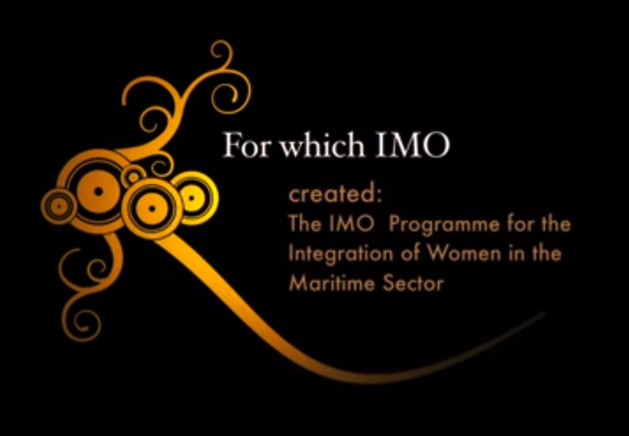 For which IMO
created:
The IMO Programme for the
Integration of Women in the
Maritime Sector